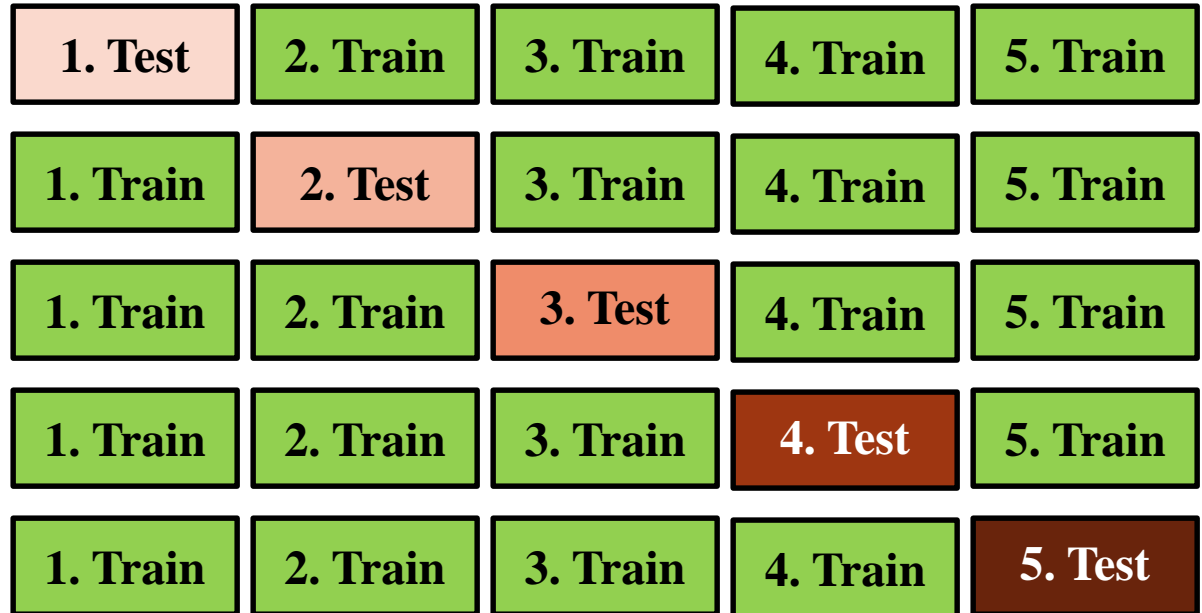 1. Test 2. Train 3. Train 4. Train 5. Train
1. Train 2. Test 3. Train 4. Train 5. Train
1. Train 2. Train 3. Test 4. Train 5. Train
1. Train 2. Train 3. Train 4. Test 5. Train
1. Train 2. Train 3. Train 4. Train 5. Test